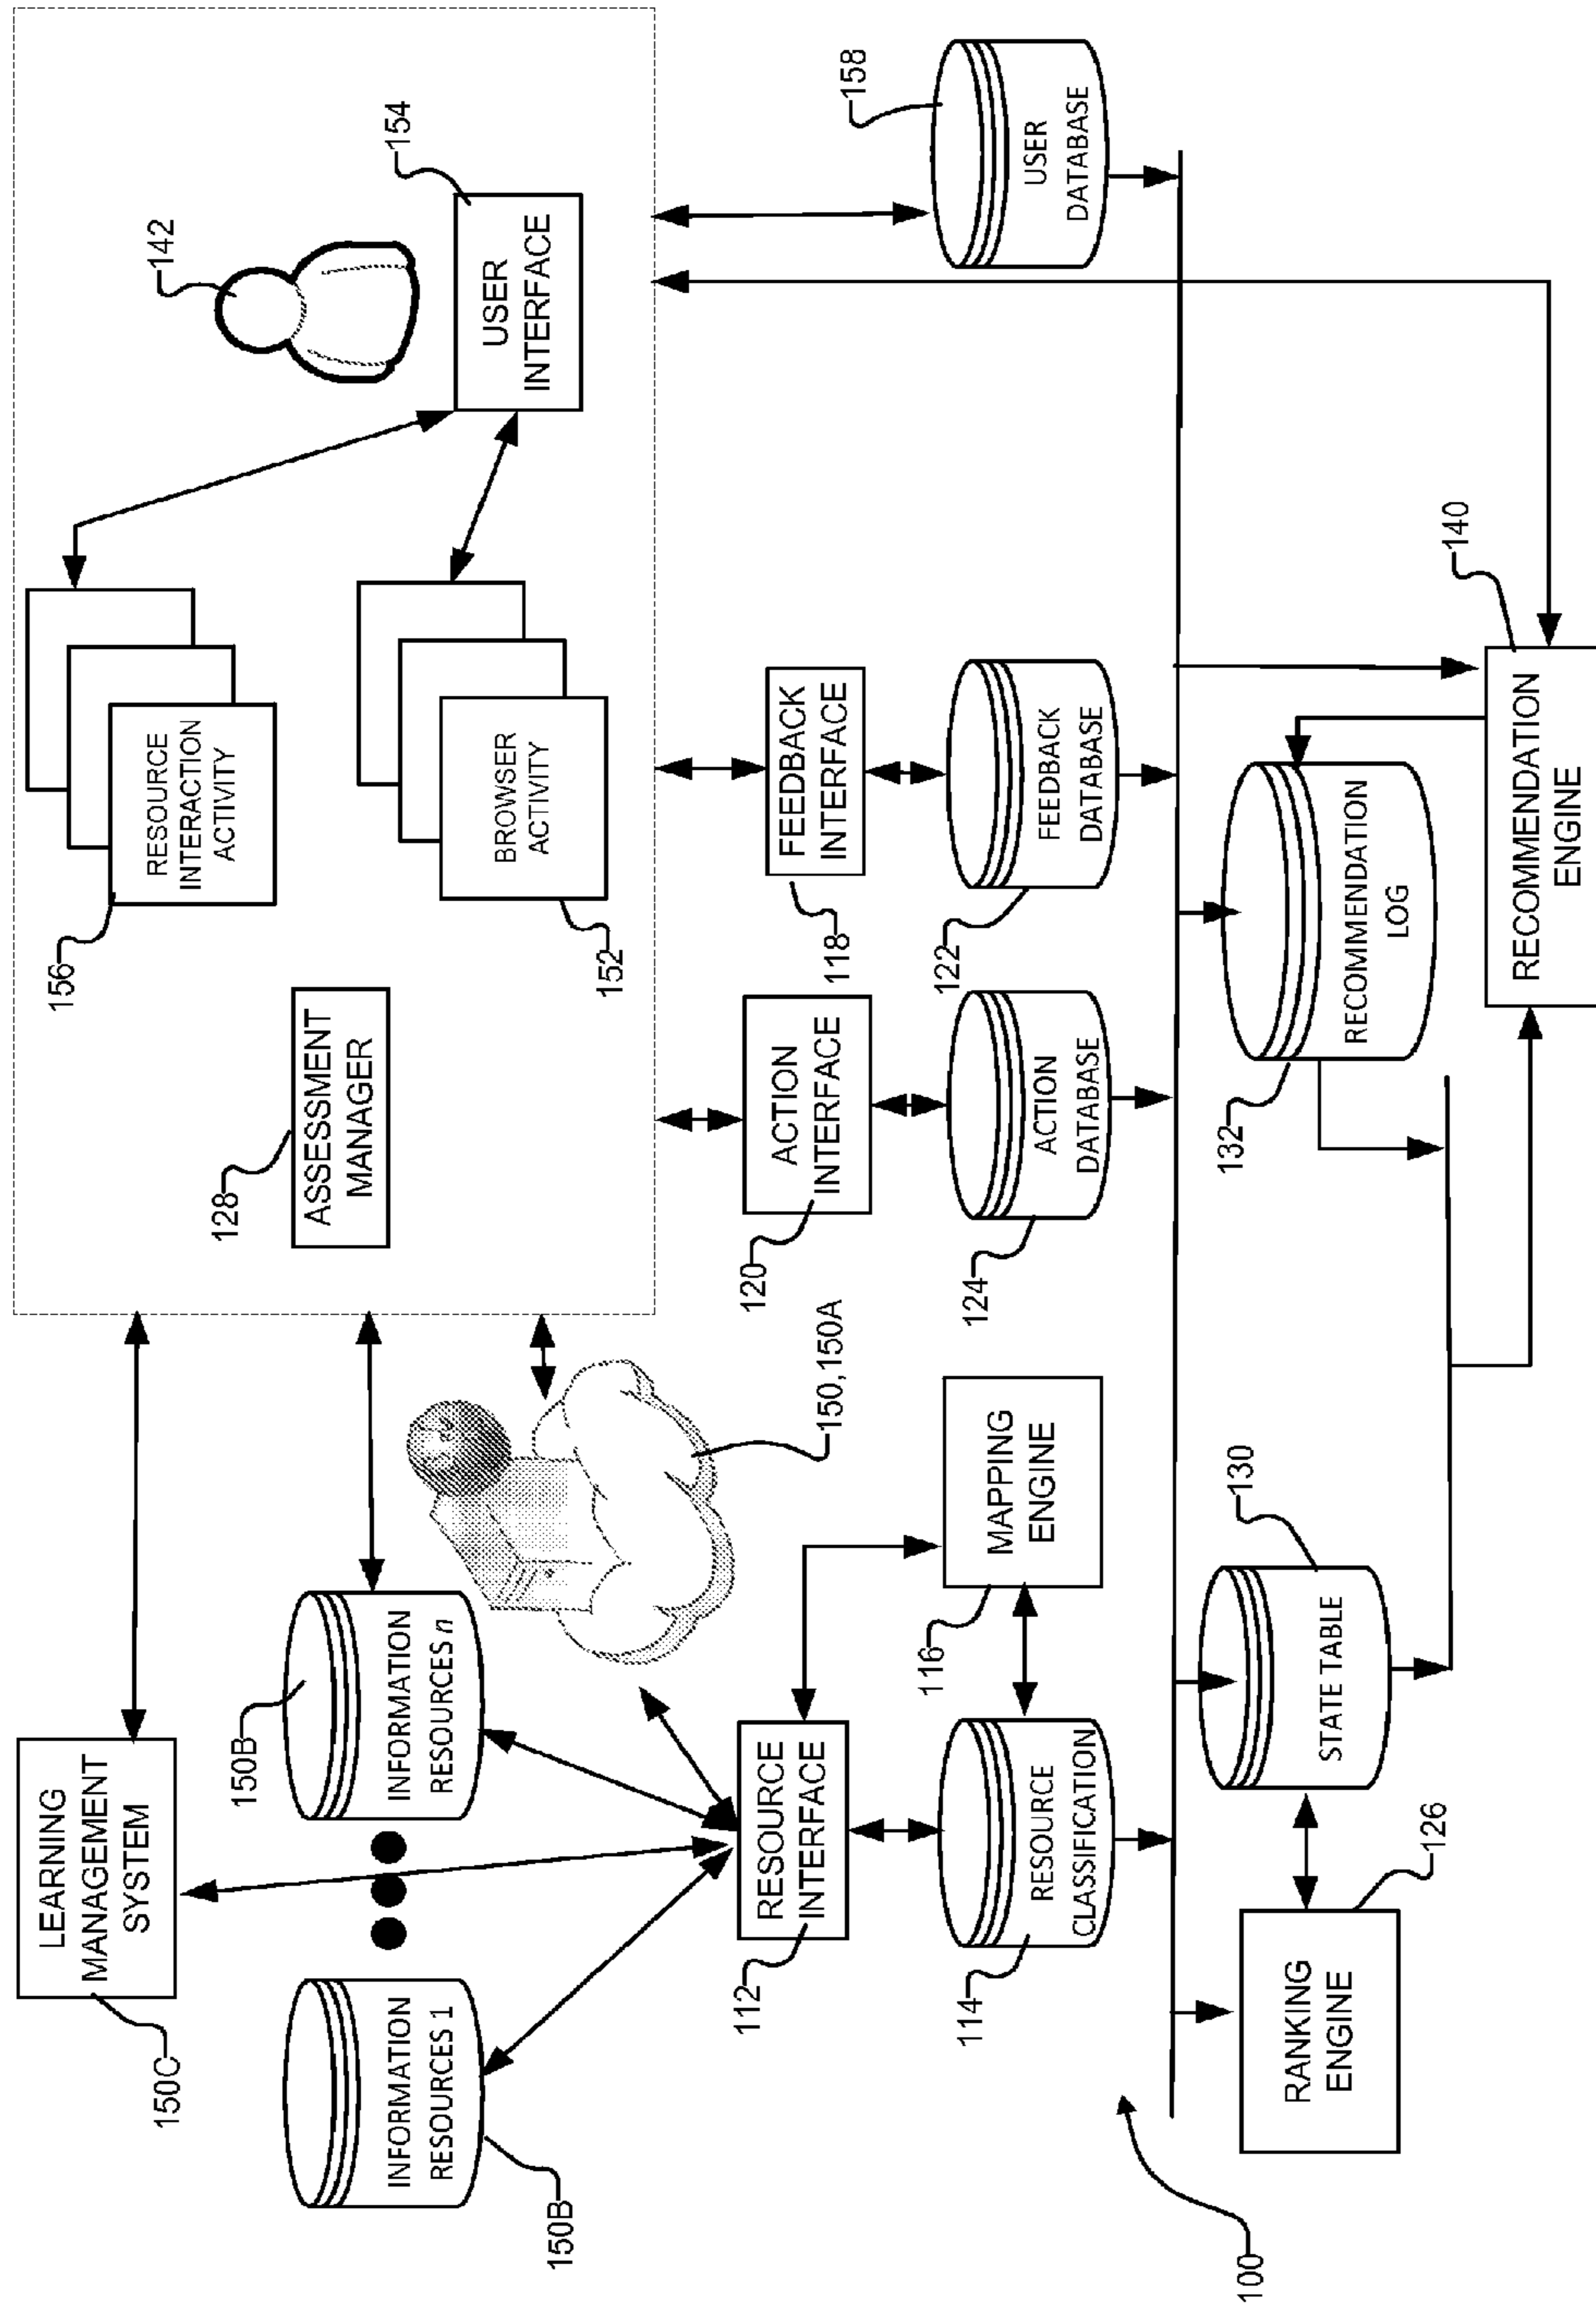 LEARNING
MANAGEMENT
SYSTEM
150C
156
RESOURCE
INTERACTION
ACTIVITY
142
128
ASSESSMENT
MANAGER
150B
154
INFORMATION
RESOURCES 1
INFORMATION
RESOURCES n
BROWSER
ACTIVITY
USER
INTERFACE
150B
152
112
RESOURCE
INTERFACE
120
ACTION
INTERFACE
118
FEEDBACK
INTERFACE
150,150A
158
116
MAPPING
ENGINE
114
RESOURCE
CLASSIFICATION
124
ACTION
DATABASE
122
FEEDBACK
DATABASE
USER
DATABASE
100
130
132
RANKING
ENGINE
126
STATE TABLE
RECOMMENDATION
LOG
140
RECOMMENDATION
ENGINE